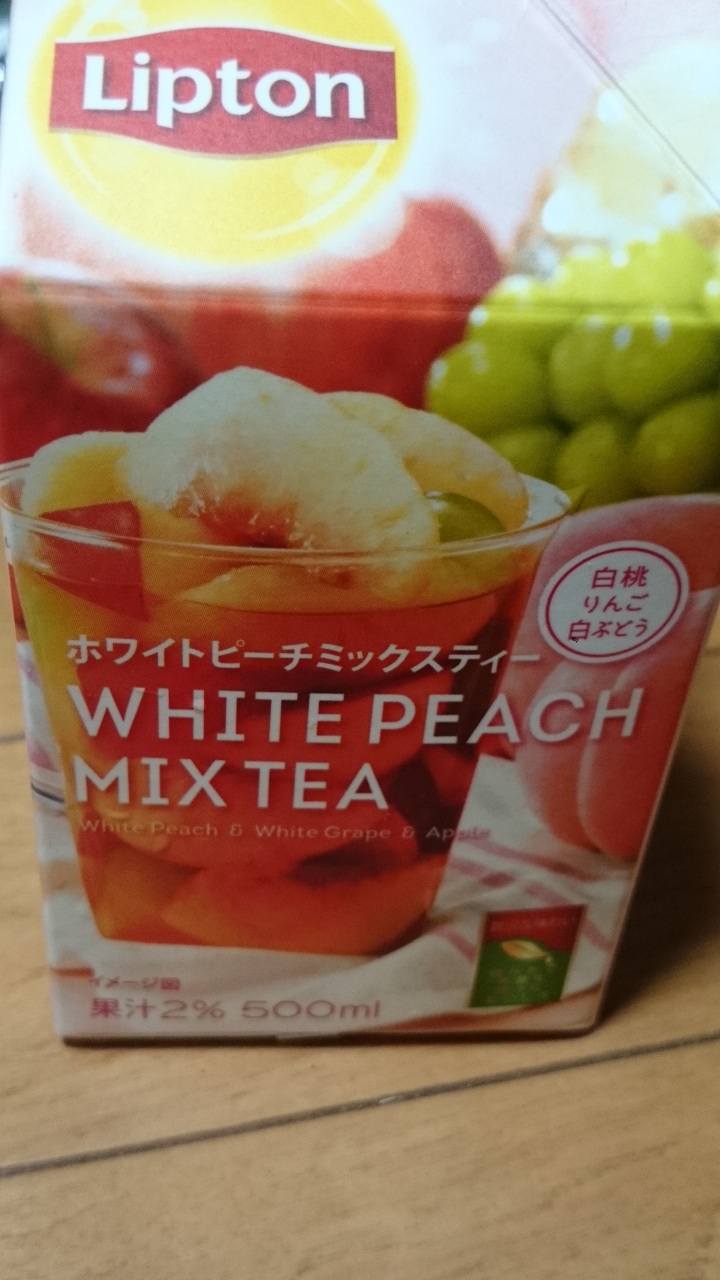 Lipton
白桃
りんご
白ぶどう
ホワイトピーチミックスティー
WHITE PEACH
MIX TEA
White Peach & White Grape & Apple
イメージ図
果汁2% 500ml